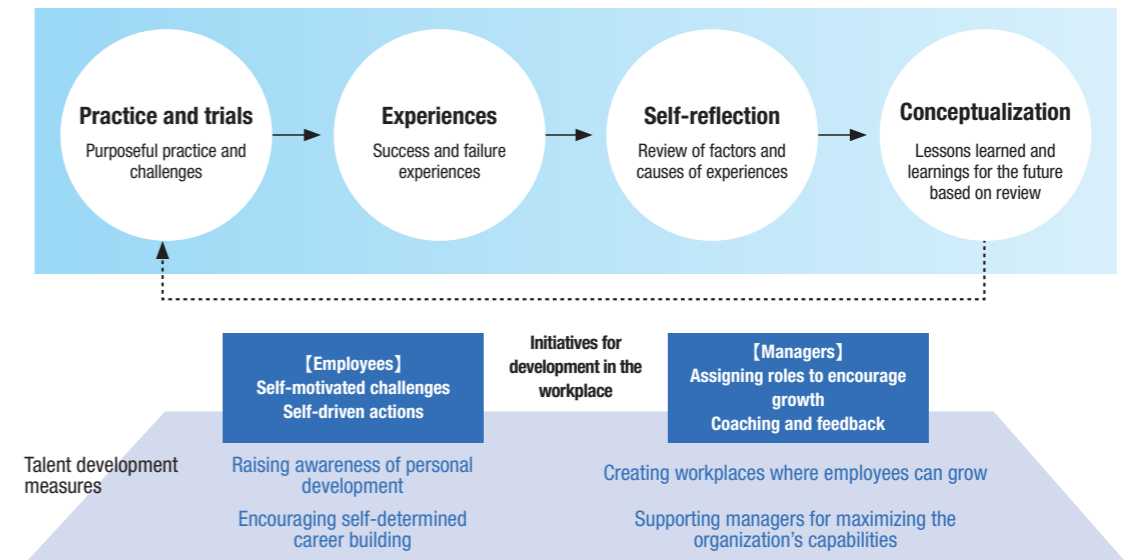 Practice and trials
Purposeful practice and
challenges
Experiences
Success and failure
experiences
Self-reflection
Review of factors and
causes of experiences
Conceptualization
Lessons learned and
learnings for the future
based on review
【Employees】
Self-motivated challenges
Self-driven actions
Initiatives for
development in the
workplace
【Managers】
Assigning roles to encourage
growth
Coaching and feedback
Talent development
measures
Raising awareness of personal
development
Encouraging self-determined
career building
Creating workplaces where employees can grow
Supporting managers for maximizing the
organization’s capabilities